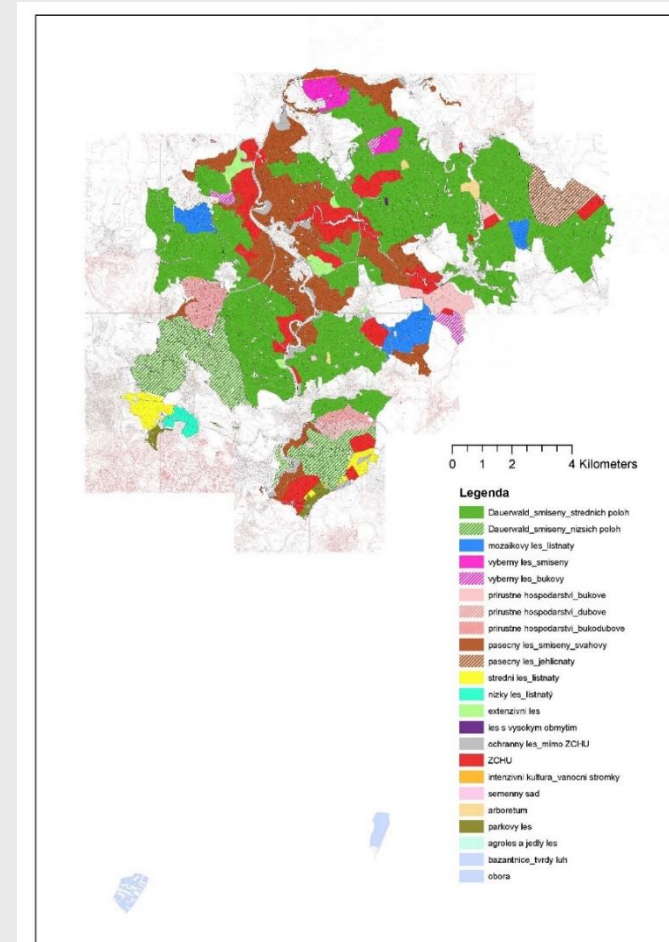 0 1 2 4 Kilometers
Legenda
Dauerwald_smiseny_strednich poloh
Dauerwald_smiseny_nizsich poloh
mozaikovy les_listnaty
vyberny les_smiseny
vyberny les_bukovy
prirustne hospodarstvi_bukove
prirustne hospodarstvi_dubove
prirustne hospodarstvi_bukodubove
pasecny les_smiseny_svahovy
pasecny les_jehlicnaty
stredni les_listnaty
nizky les_listnatý
extenzivni les
les s vysokym obmytim
ochranny les_mimo ZCHU
ZCHU
intenzivni kultura_vanocni stromky
semenny sad
arboretum
parkovy les
agroles a jedly les
bazantnice_tvrdy luh
obora